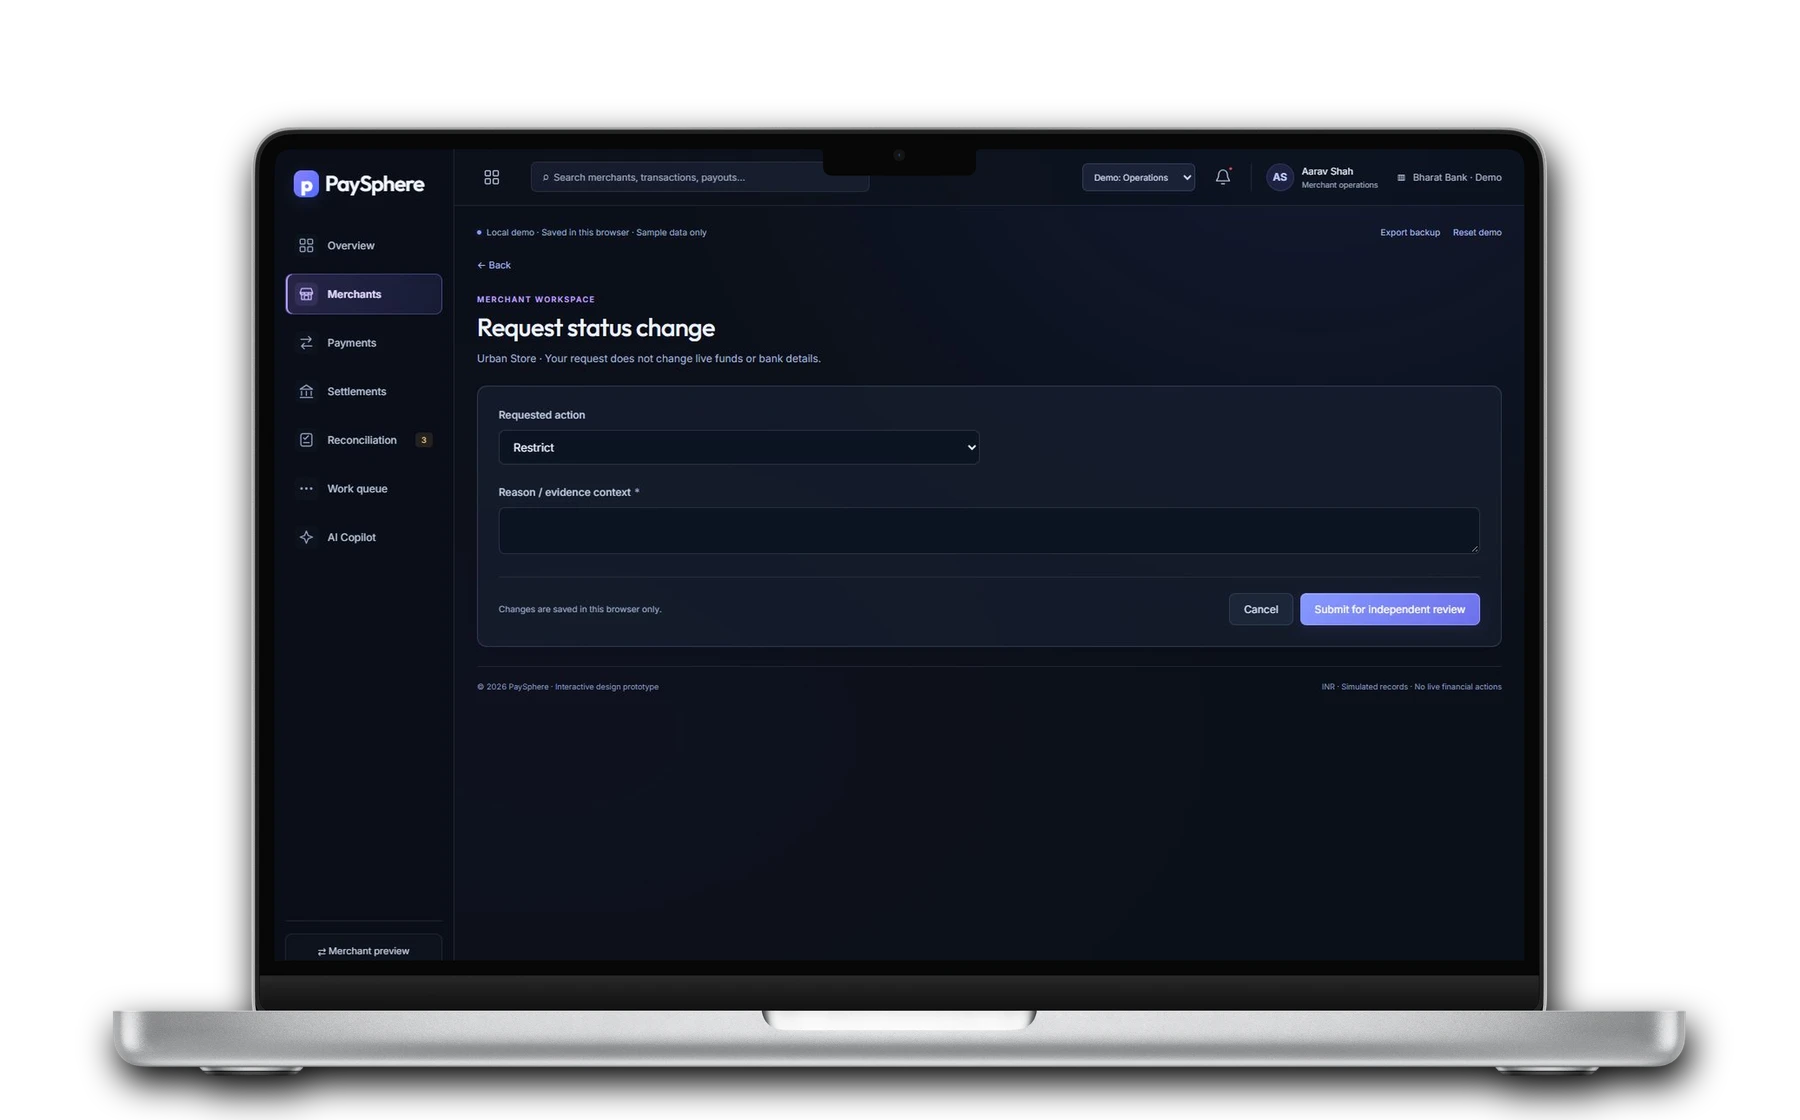 PaySphere
Overview
Merchants
Payments
Settlements
Reconciliation 3
Work queue
AI Copilot
⇄ Merchant preview
Search merchants, transactions, payouts...
Demo: Operations
AS
Aarav Shah
Merchant operations
Bharat Bank · Demo
Local demo · Saved in this browser · Sample data only
Export backup Reset demo
← Back
MERCHANT WORKSPACE
Request status change
Urban Store · Your request does not change live funds or bank details.
Requested action
Restrict
Reason / evidence context *
Changes are saved in this browser only.
Cancel
Submit for independent review
© 2026 PaySphere · Interactive design prototype
INR · Simulated records · No live financial actions